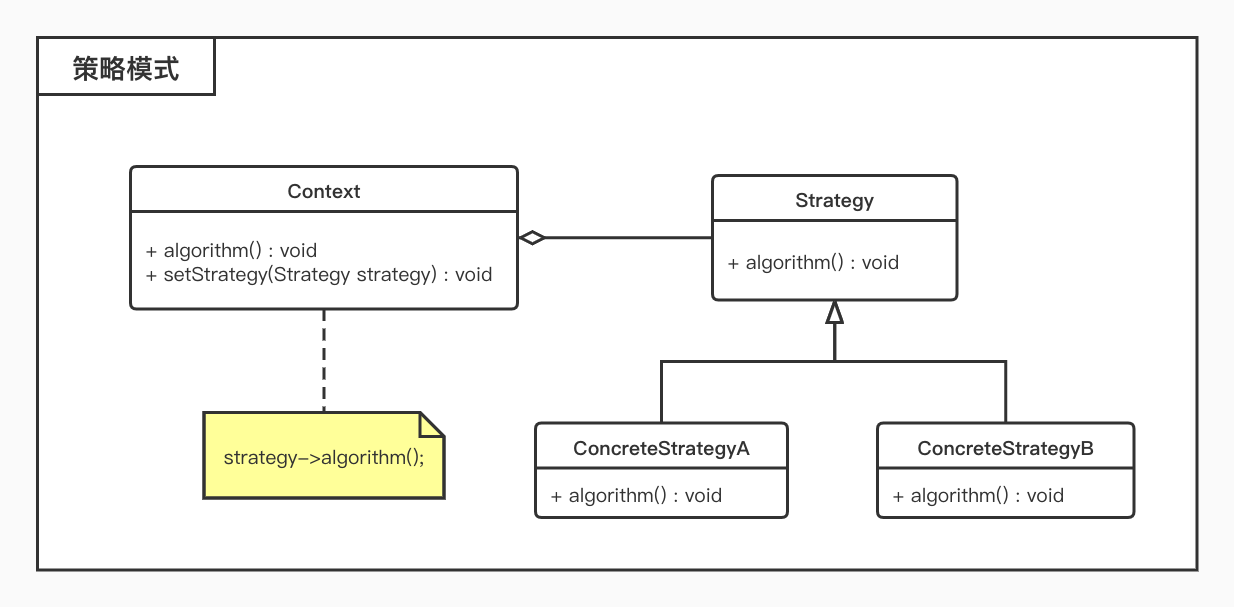 策略模式
Context
+ algorithm() : void
+ setStrategy(Strategy strategy) : void
Strategy
+ algorithm() : void
strategy->algorithm();
ConcreteStrategyA
+ algorithm() : void
ConcreteStrategyB
+ algorithm() : void